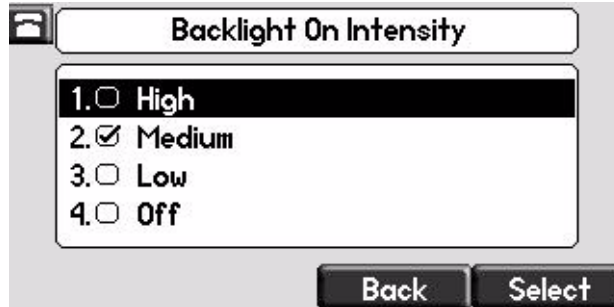 Backlight On Intensity
1. High
2. Medium
3. Low
4. Off
Back Select